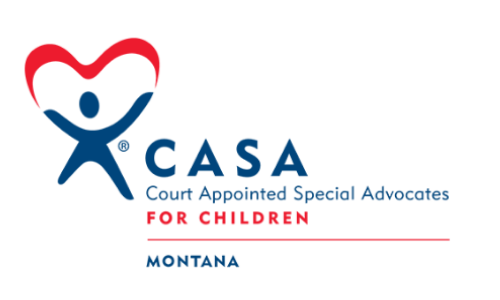 ® CASA
Court Appointed Special Advocates
FOR CHILDREN
MONTANA